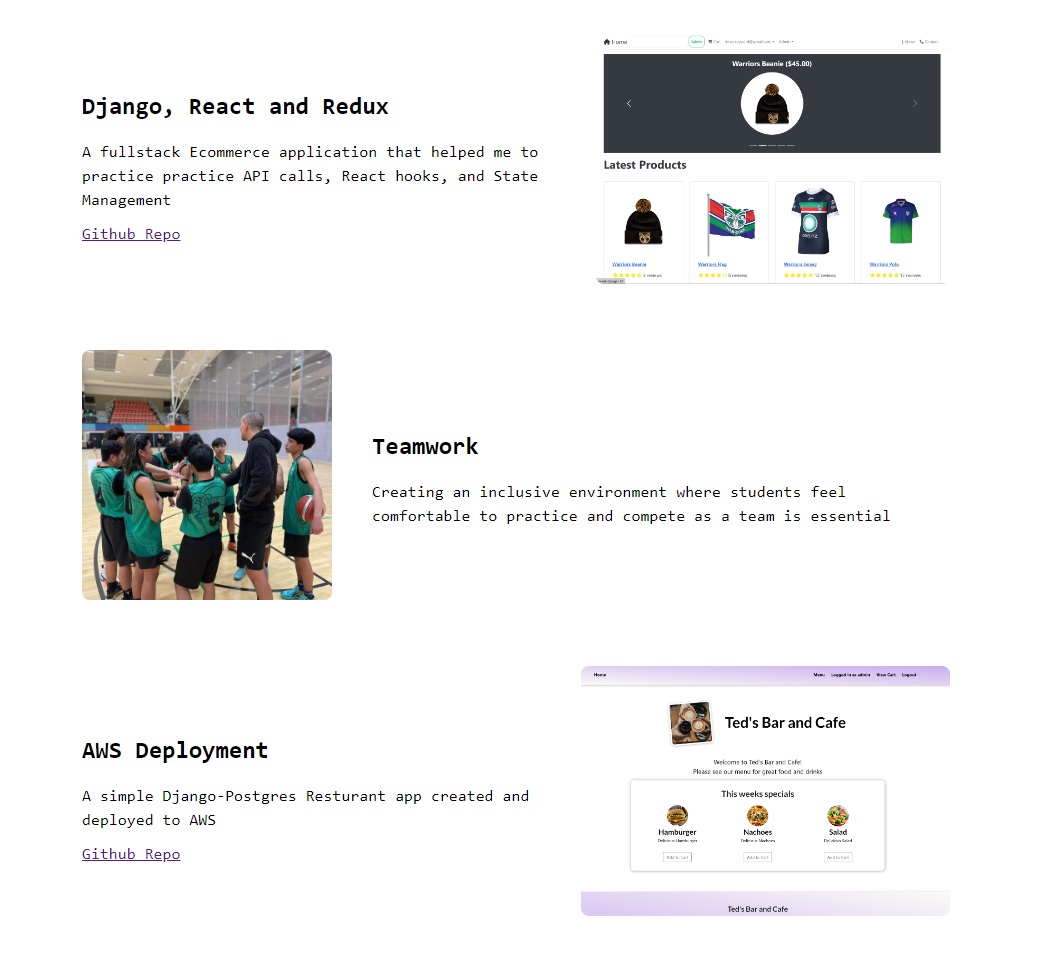 Django, React and Redux
A fullstack Ecommerce application that helped me to
practice practice API calls, React hooks, and State
Management
Github Repo
Home
Submit
Cart
Admin
About
Contact
Warriors Beanie ($45.00)
Latest Products
Warriors Beanie
2 reviews
Warriors Flag
8 reviews
Warriors Jersey
12 reviews
Warriors Polo
12 reviews
Teamwork
Creating an inclusive environment where students feel
comfortable to practice and compete as a team is essential
5
AWS Deployment
A simple Django-Postgres Resturant app created and
deployed to AWS
Github Repo
Home
Menu Logged in as admin View Cart Logout
Ted's Bar and Cafe
Welcome to Ted's Bar and Cafe!
Please see our menu for great food and drinks
This weeks specials
Hamburger Nachoes Salad
Delicious Hamburger Delicious Nachoes Delicious Salad
Add to Cart Add to Cart Add to Cart
Ted's Bar and Cafe